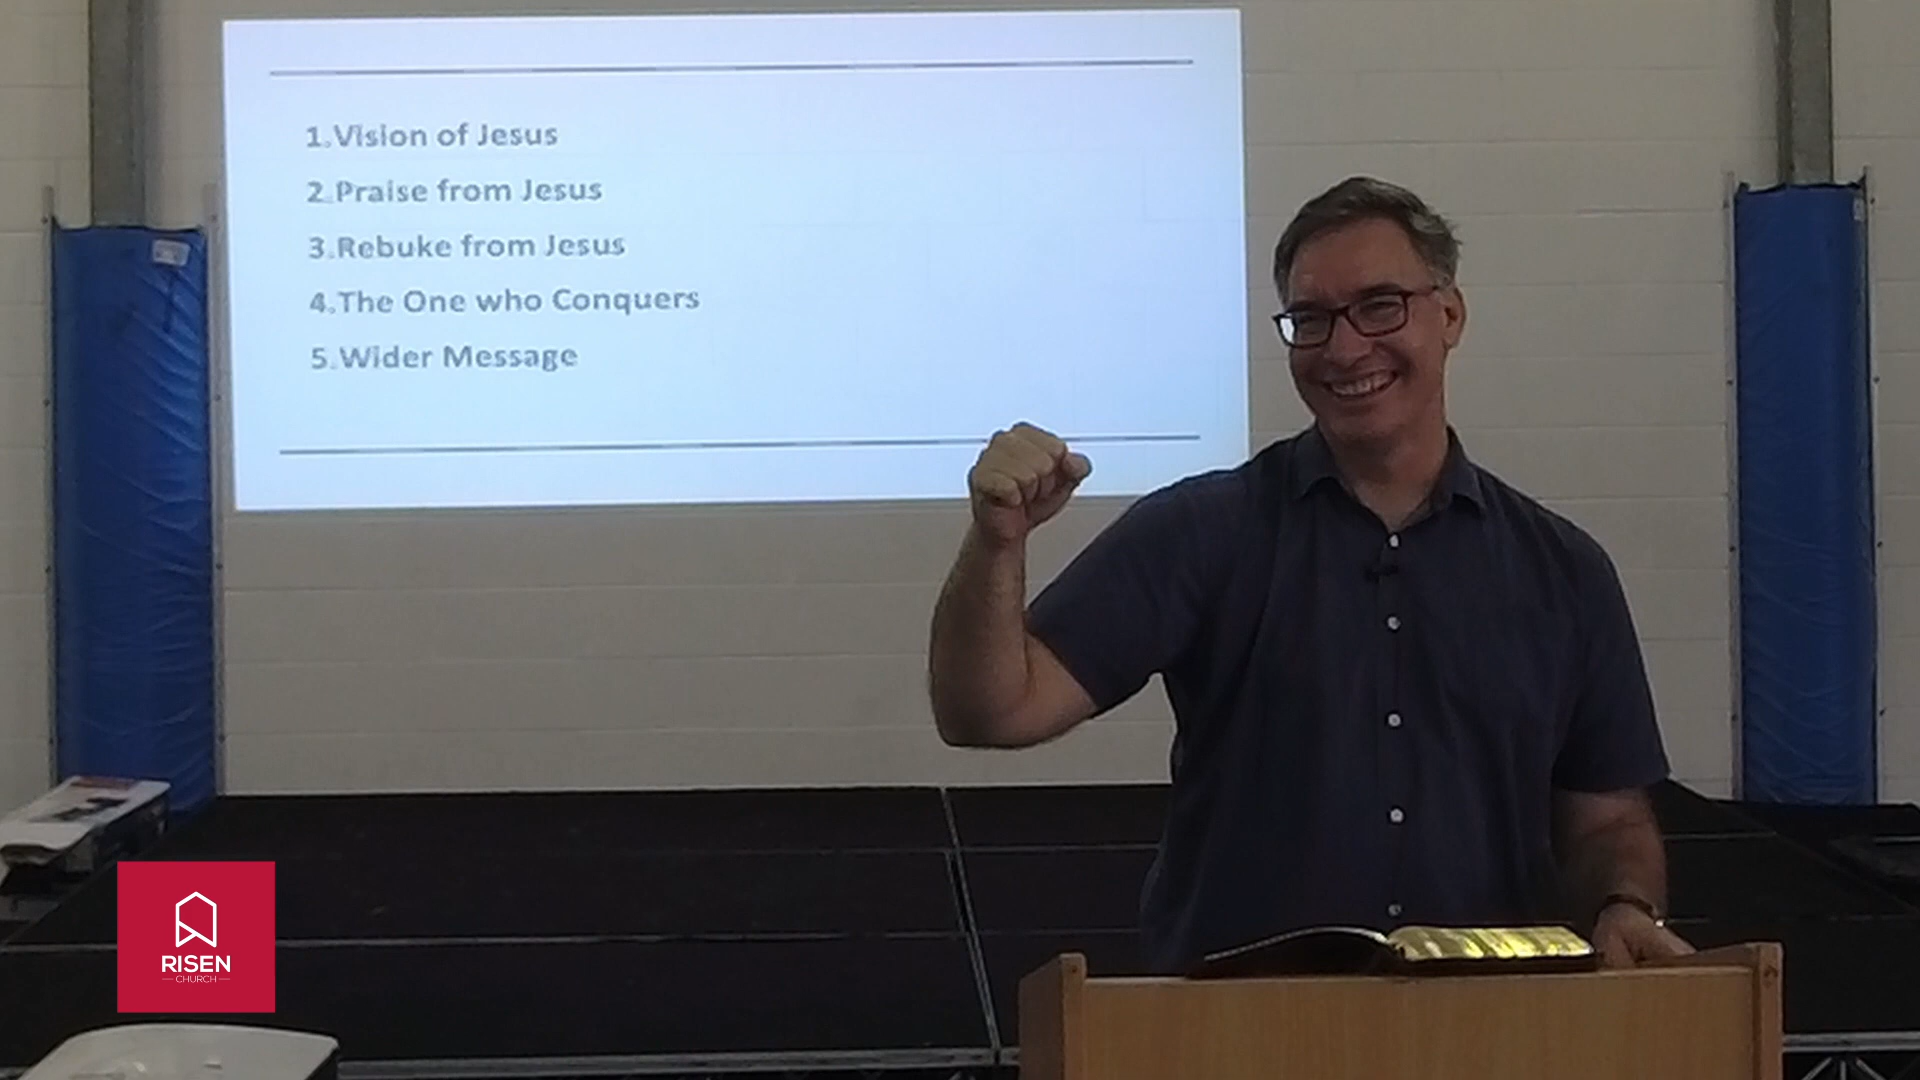 1.Vision of Jesus
2.Praise from Jesus
3.Rebuke from Jesus
4.The One who Conquers
5.Wider Message
RISEN
CHURCH